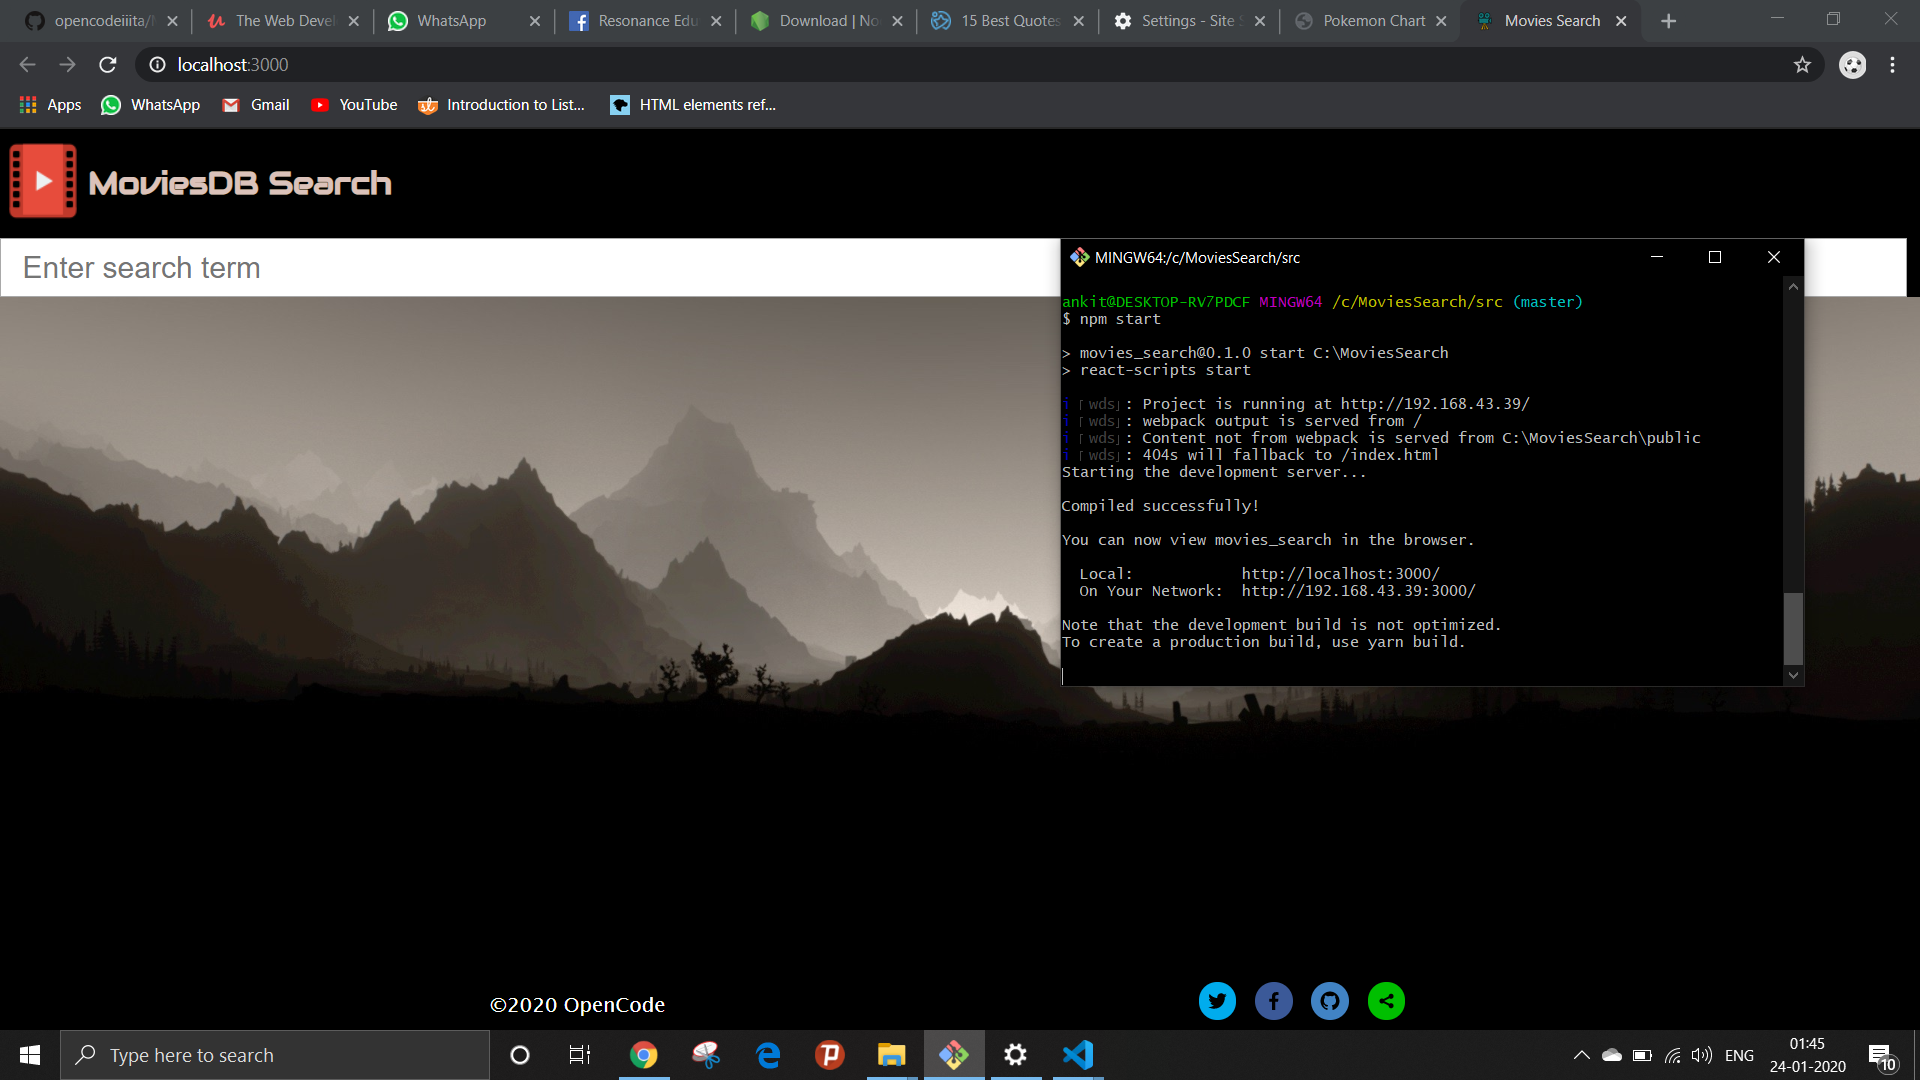 opencodeiiita/
The Web Devel
WhatsApp
Resonance Edu
Download | No
15 Best Quotes
Settings - Site S
Pokemon Chart
Movies Search
localhost:3000
Apps
WhatsApp
Gmail
YouTube
Introduction to List...
HTML elements ref...
MoviesDB Search
Enter search term
MINGW64:/c/MoviesSearch/src
ankit@DESKTOP-RV7PDCF MINGW64 /c/MoviesSearch/src (master)
$ npm start
> movies_search@0.1.0 start C:\MoviesSearch
> react-scripts start
i ｢wds｣: Project is running at http://192.168.43.39/
i ｢wds｣: webpack output is served from /
i ｢wds｣: Content not from webpack is served from C:\MoviesSearch\public
i ｢wds｣: 404s will fallback to /index.html
Starting the development server...
Compiled successfully!
You can now view movies_search in the browser.
Local: http://localhost:3000/
On Your Network: http://192.168.43.39:3000/
Note that the development build is not optimized.
To create a production build, use yarn build.
©2020 OpenCode
Type here to search
ENG
01:45
24-01-2020
10